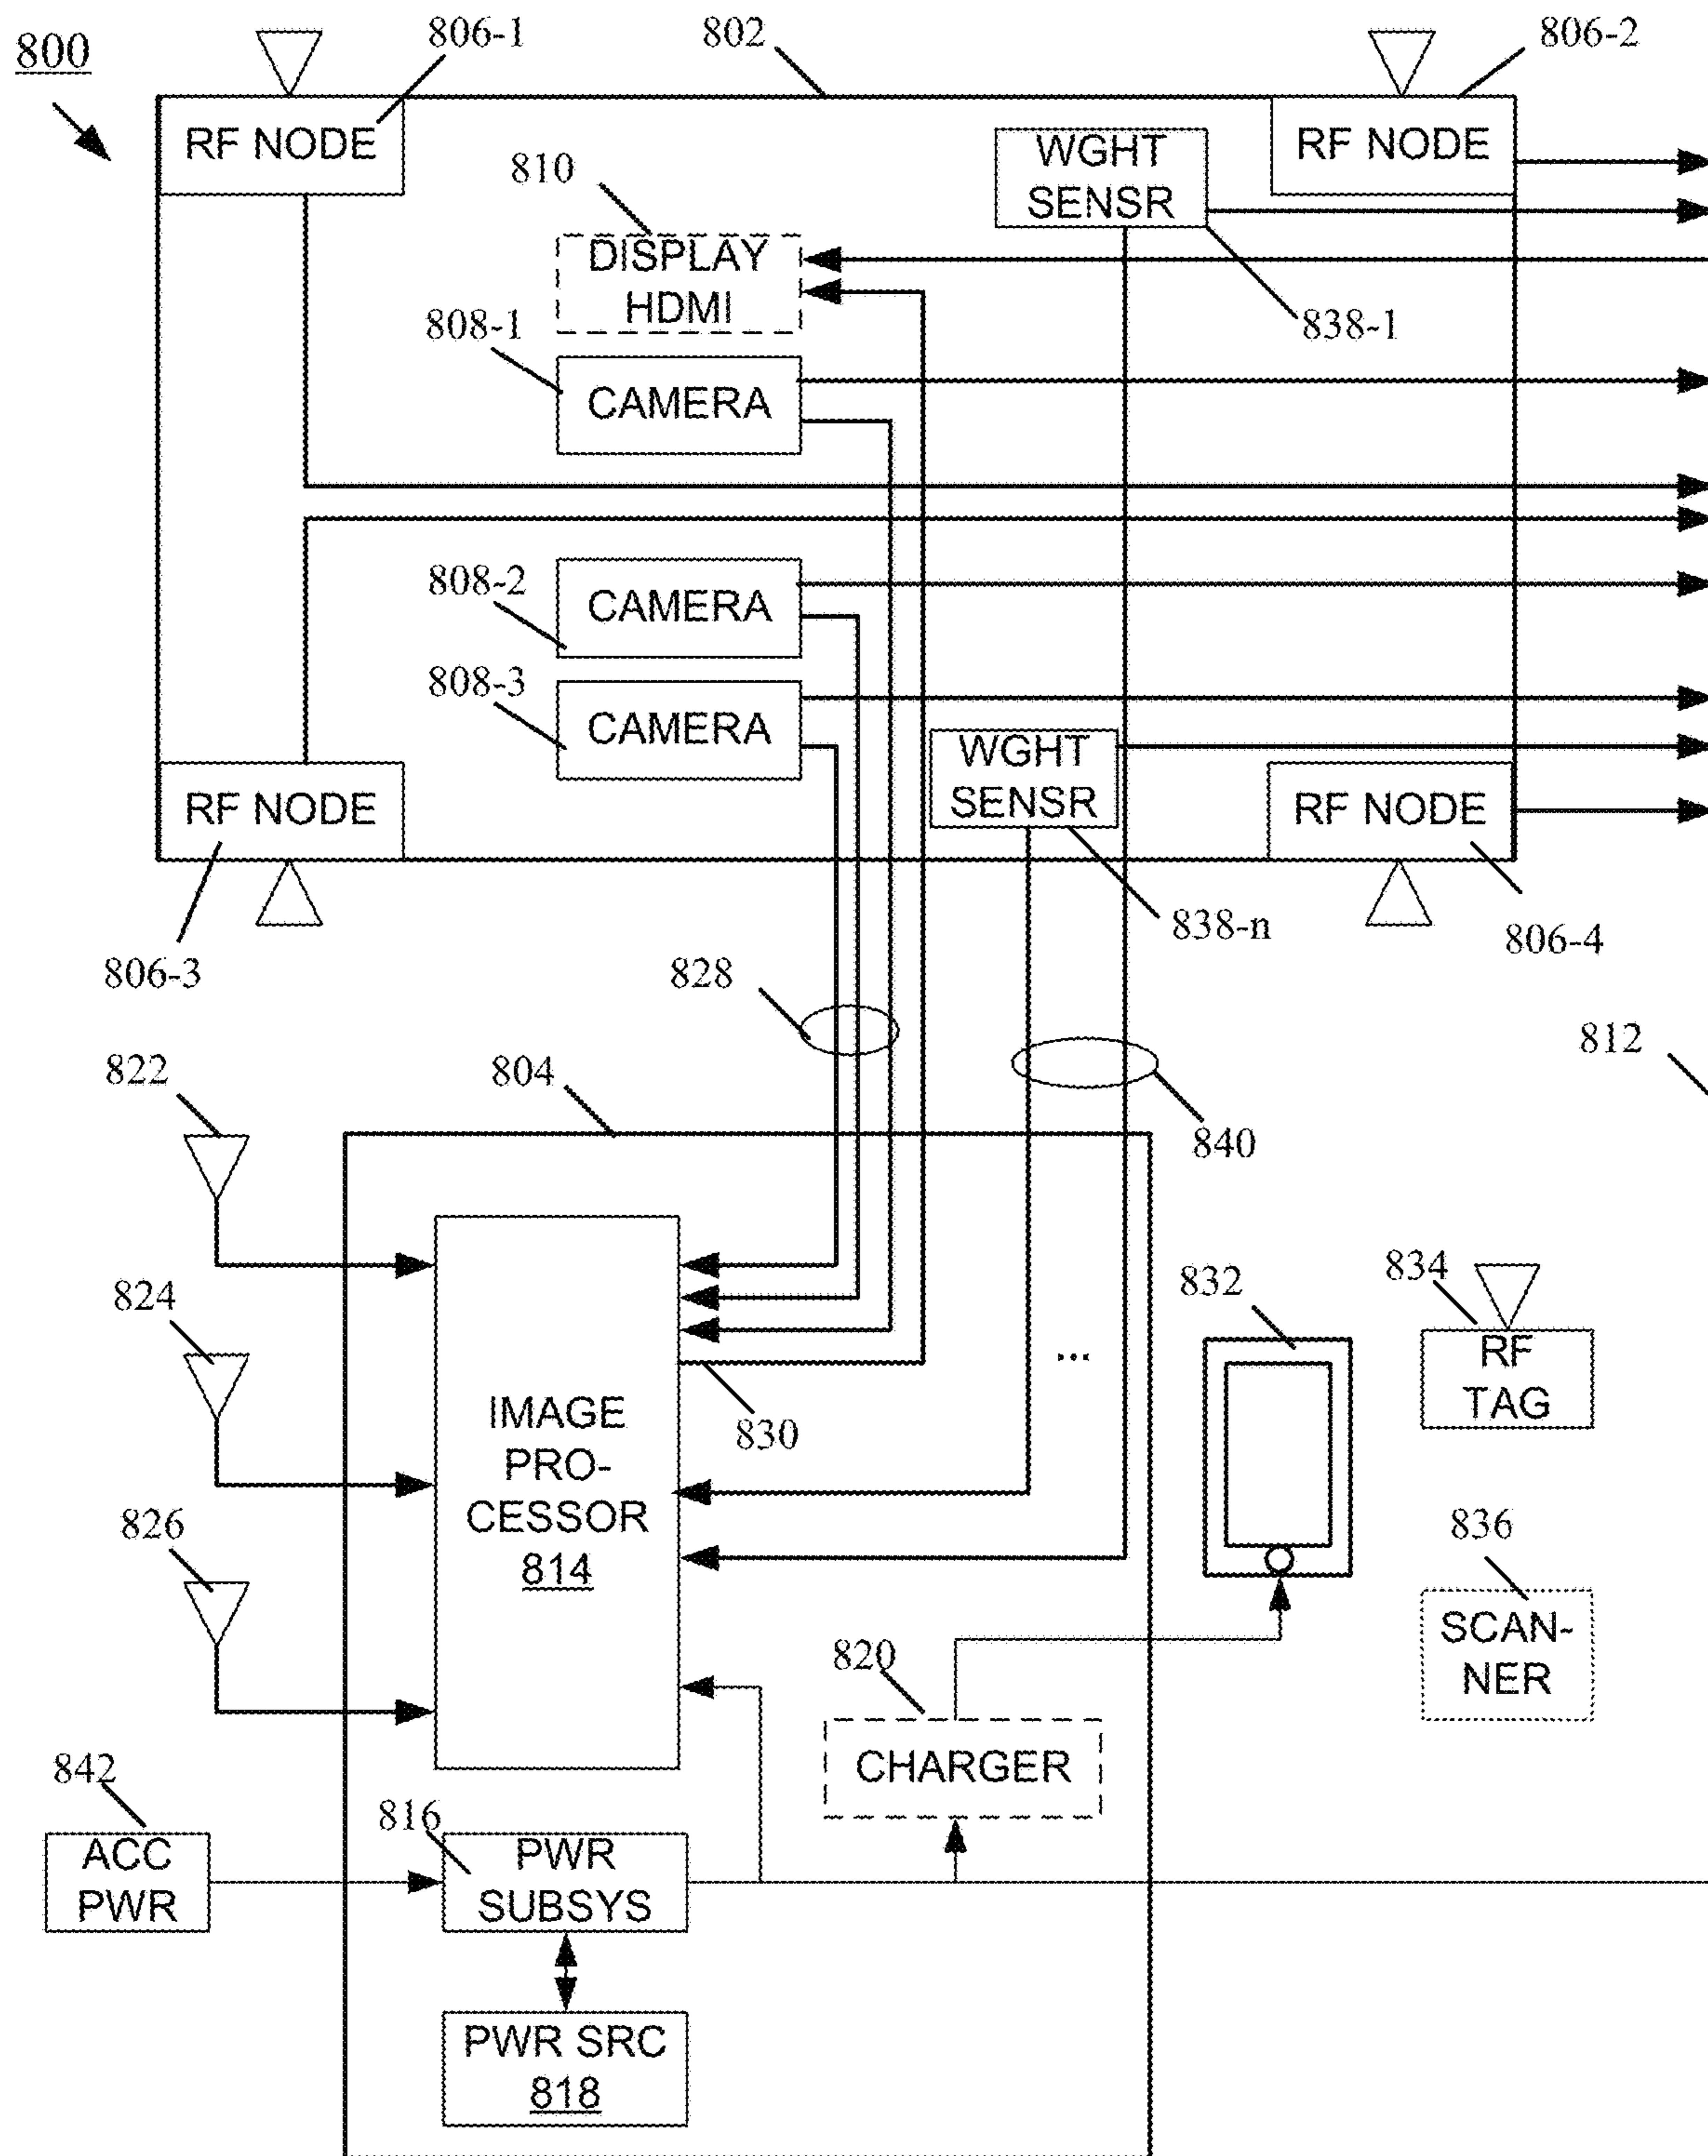 800
806-1
802
806-2
RF NODE
810
WGHT
SENSR
RF NODE
DISPLAY
HDMI
808-1
838-1
CAMERA
808-2
CAMERA
808-3
CAMERA
WGHT
SENSR
RF NODE
RF NODE
838-n
806-3
806-4
828
812
822
804
840
824
832
834
RF
TAG
...
IMAGE
PRO-
CESSOR
814
830
826
836
SCAN-
NER
820
CHARGER
842
816
ACC
PWR
PWR
SUBSYS
PWR SRC
818